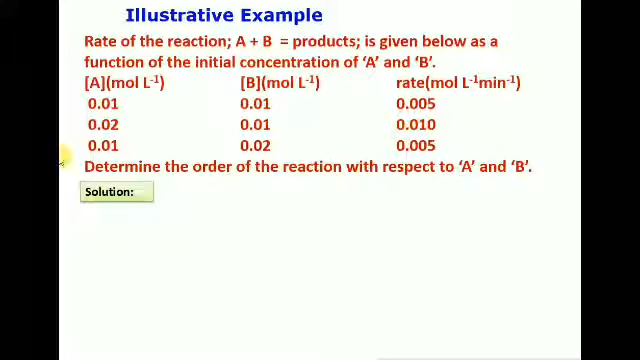 Illustrative Example
Rate of the reaction; A + B = products; is given below as a
function of the initial concentration of ‘A’ and ‘B’.
[A](mol L⁻¹) [B](mol L⁻¹) rate(mol L⁻¹min⁻¹)
0.01 0.01 0.005
0.02 0.01 0.010
0.01 0.02 0.005
Determine the order of the reaction with respect to ‘A’ and ‘B’.
Solution: